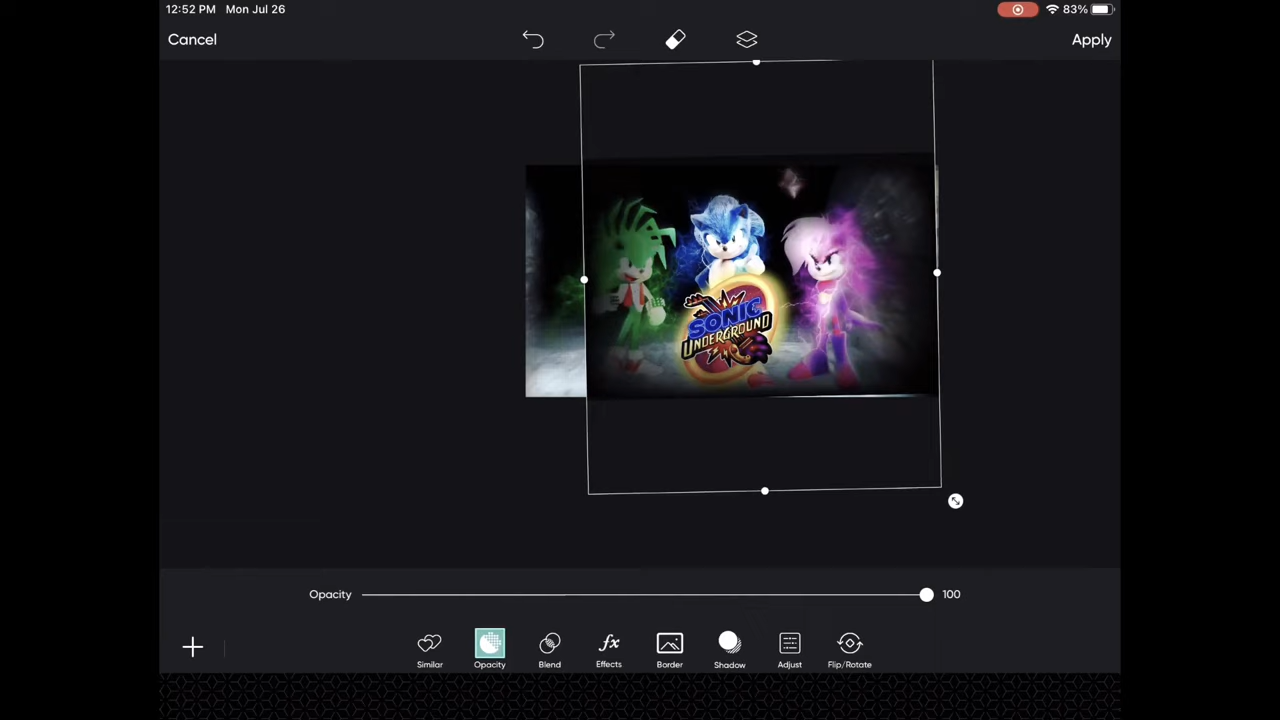 12:52 PM Mon Jul 26
83%
Cancel
Apply
SONIC
UNDERGROUND
Opacity
100
Similar
Opacity
Blend
fx
Effects
Border
Shadow
Adjust
Flip/Rotate